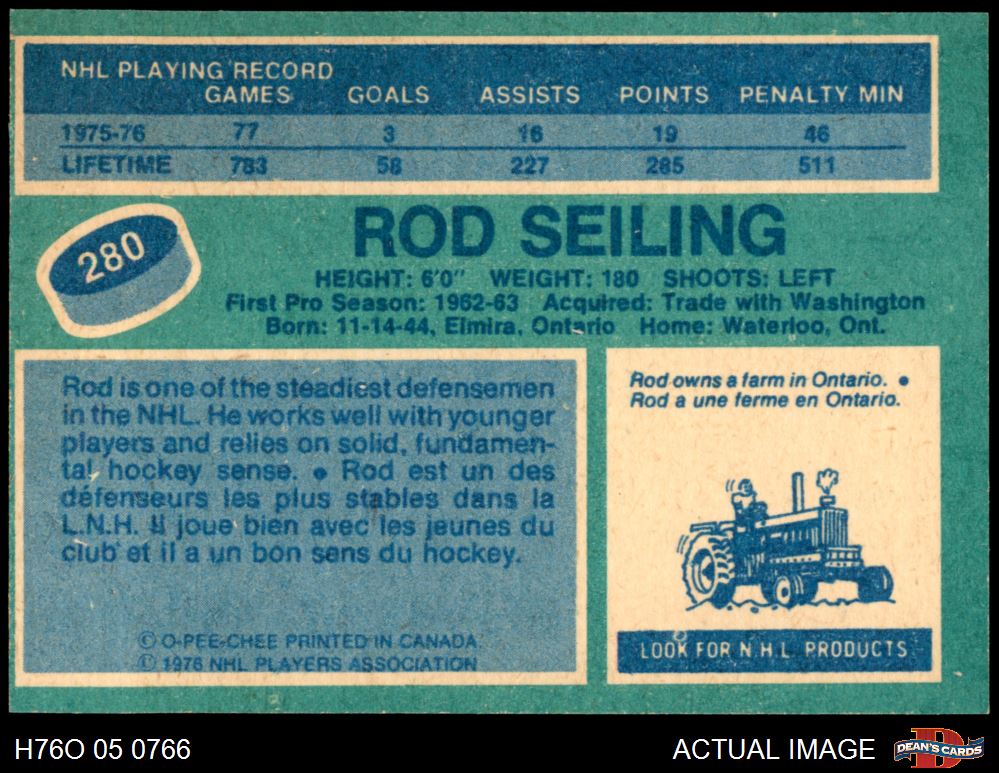 NHL PLAYING RECORD
GAMES GOALS ASSISTS POINTS PENALTY MIN
1975-76 77 3 16 19 46
LIFETIME 783 58 227 285 511
280
ROD SEILING
HEIGHT: 6'0" WEIGHT: 180 SHOOTS: LEFT
First Pro Season: 1962-63 Acquired: Trade with Washington
Born: 11-14-44, Elmira, Ontario Home: Waterloo, Ont.
Rod is one of the steadiest defensemen
in the NHL. He works well with younger
players and relies on solid, fundamen-
tal hockey sense. ● Rod est un des
défenseurs les plus stables dans la
L.N.H. Il joue bien avec les jeunes du
club et il a un bon sens du hockey.
© O-PEE-CHEE PRINTED IN CANADA
© 1976 NHL PLAYERS ASSOCIATION
Rod owns a farm in Ontario. ●
Rod a une ferme en Ontario.
LOOK FOR N.H.L. PRODUCTS
H76O 05 0766
ACTUAL IMAGE
D
DEAN'S CARDS